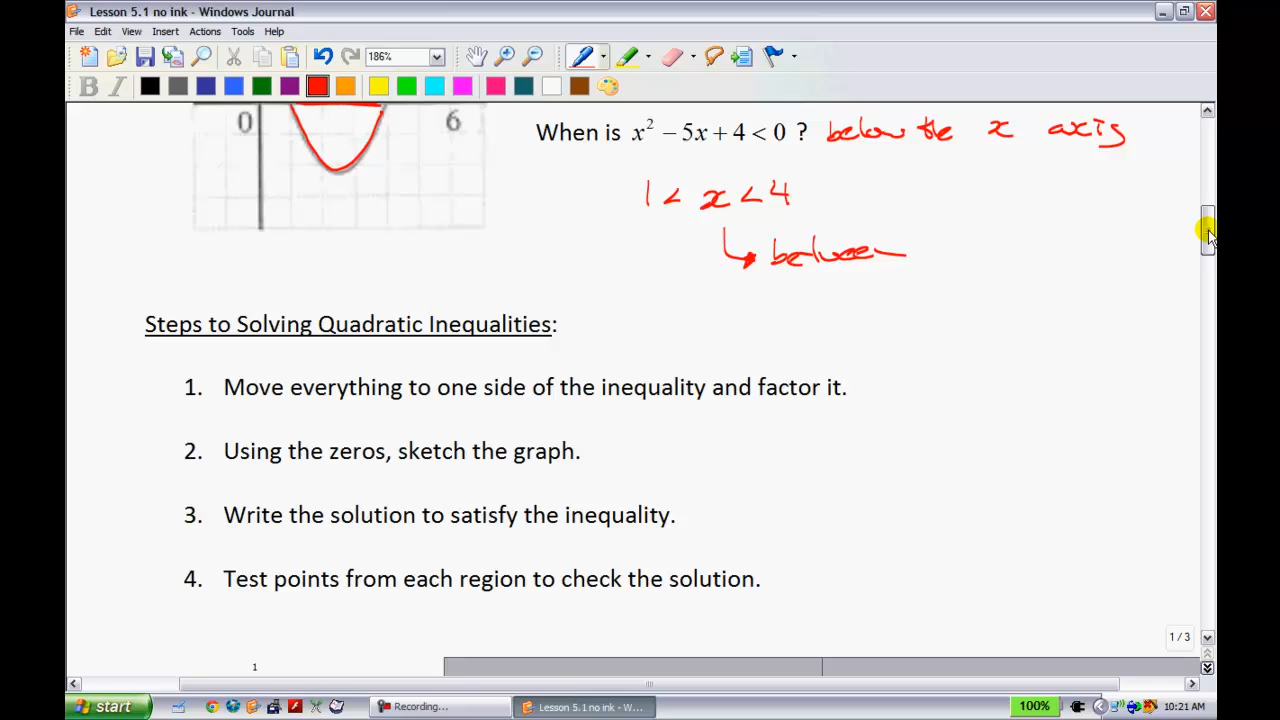 Lesson 5.1 no ink - Windows Journal
File Edit View Insert Actions Tools Help
186%
B I
0 6
When is x² − 5x + 4 < 0 ? below the x axis
1 < x < 4
between
Steps to Solving Quadratic Inequalities:
1. Move everything to one side of the inequality and factor it.
2. Using the zeros, sketch the graph.
3. Write the solution to satisfy the inequality.
4. Test points from each region to check the solution.
1 / 3
1
start Recording... Lesson 5.1 no ink - W... 100% 10:21 AM